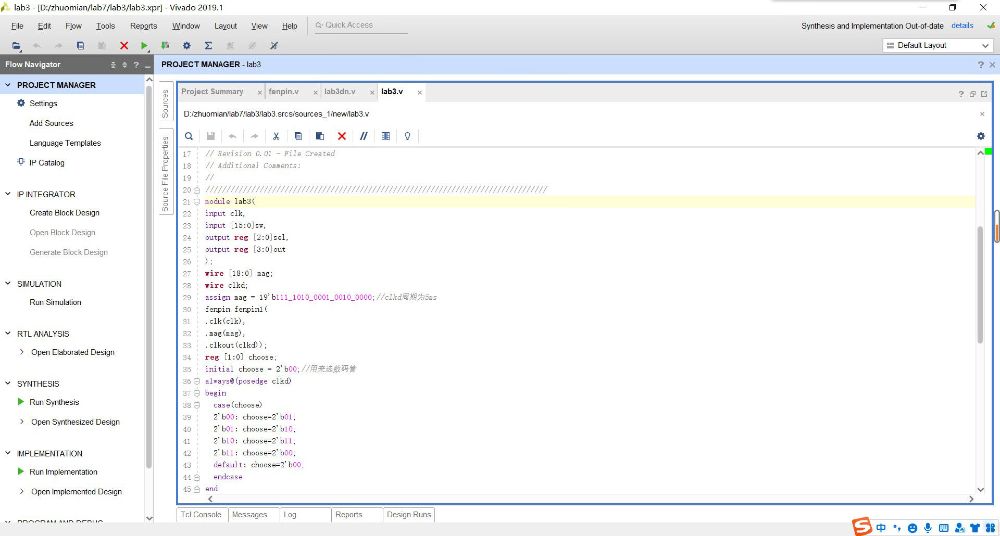 lab3 - [D:/zhuomian/lab7/lab3/lab3.xpr] - Vivado 2019.1
File Edit Flow Tools Reports Window Layout View Help Quick Access
Synthesis and Implementation Out-of-date details
Default Layout
Flow Navigator
PROJECT MANAGER - lab3
PROJECT MANAGER
Settings
Add Sources
Language Templates
IP Catalog
IP INTEGRATOR
Create Block Design
Open Block Design
Generate Block Design
SIMULATION
Run Simulation
RTL ANALYSIS
Open Elaborated Design
SYNTHESIS
Run Synthesis
Open Synthesized Design
IMPLEMENTATION
Run Implementation
Open Implemented Design
PROGRAM AND DEBUG
Sources
Source File Properties
Project Summary fenpin.v lab3dn.v lab3.v
D:/zhuomian/lab7/lab3/lab3.srcs/sources_1/new/lab3.v
17 // Revision 0.01 - File Created
18 // Additional Comments:
19 //
20 //////////////////////////////////////////////////////////////////////////////////
21 module lab3(
22 input clk,
23 input [15:0]sw,
24 output reg [2:0]sel,
25 output reg [3:0]out
26 );
27 wire [18:0] mag;
28 wire clkd;
29 assign mag = 19'b111_1010_0001_0010_0000;//clkd周期为5ms
30 fenpin fenpin1(
31 .clk(clk),
32 .mag(mag),
33 .clkout(clkd));
34 reg [1:0] choose;
35 initial choose = 2'b00;//用来选数码管
36 always@(posedge clkd)
37 begin
38 case(choose)
39 2'b00: choose=2'b01;
40 2'b01: choose=2'b10;
41 2'b10: choose=2'b11;
42 2'b11: choose=2'b00;
43 default: choose=2'b00;
44 endcase
45 end
Tcl Console Messages Log Reports Design Runs
S 中